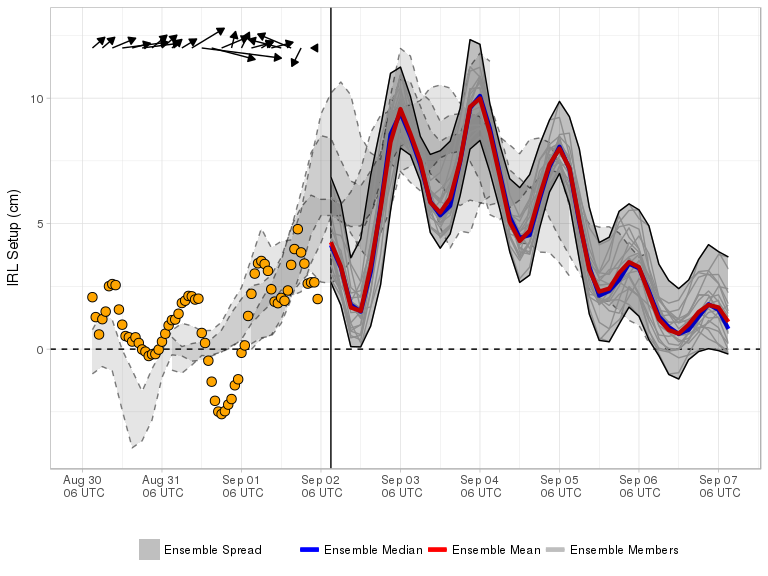 IRL Setup (cm)
10
5
0
Aug 30 Aug 31 Sep 01 Sep 02 Sep 03 Sep 04 Sep 05 Sep 06 Sep 07
06 UTC 06 UTC 06 UTC 06 UTC 06 UTC 06 UTC 06 UTC 06 UTC 06 UTC
Ensemble Spread Ensemble Median Ensemble Mean Ensemble Members